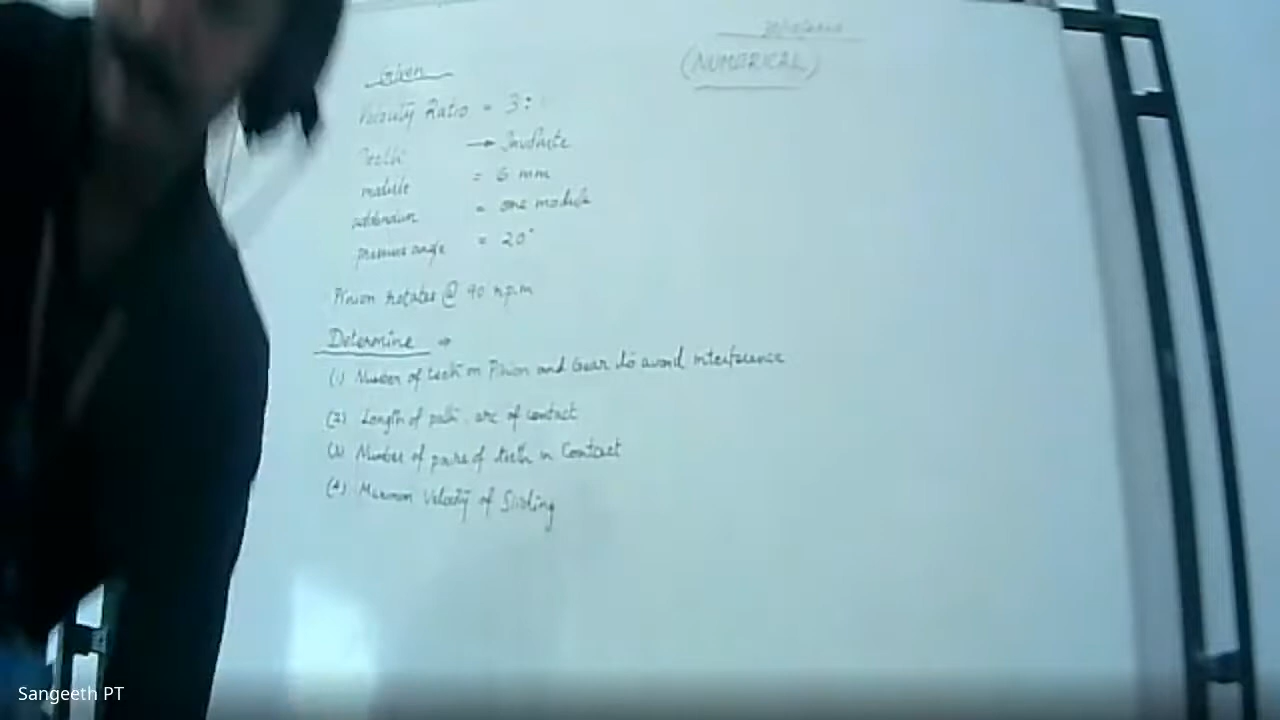 (NUMERICAL)
Given
Velocity Ratio = 3:
Teeth → Involute
module = 6 mm
addendum = one module
pressure angle = 20°
Pinion rotates @ 90 r.p.m
Determine ⇒
(1) Number of teeth on Pinion and Gear to avoid interference
(2) Length of path, arc of contact
(3) Number of pairs of teeth in Contact
(4) Maximum Velocity of Sliding
Sangeeth PT